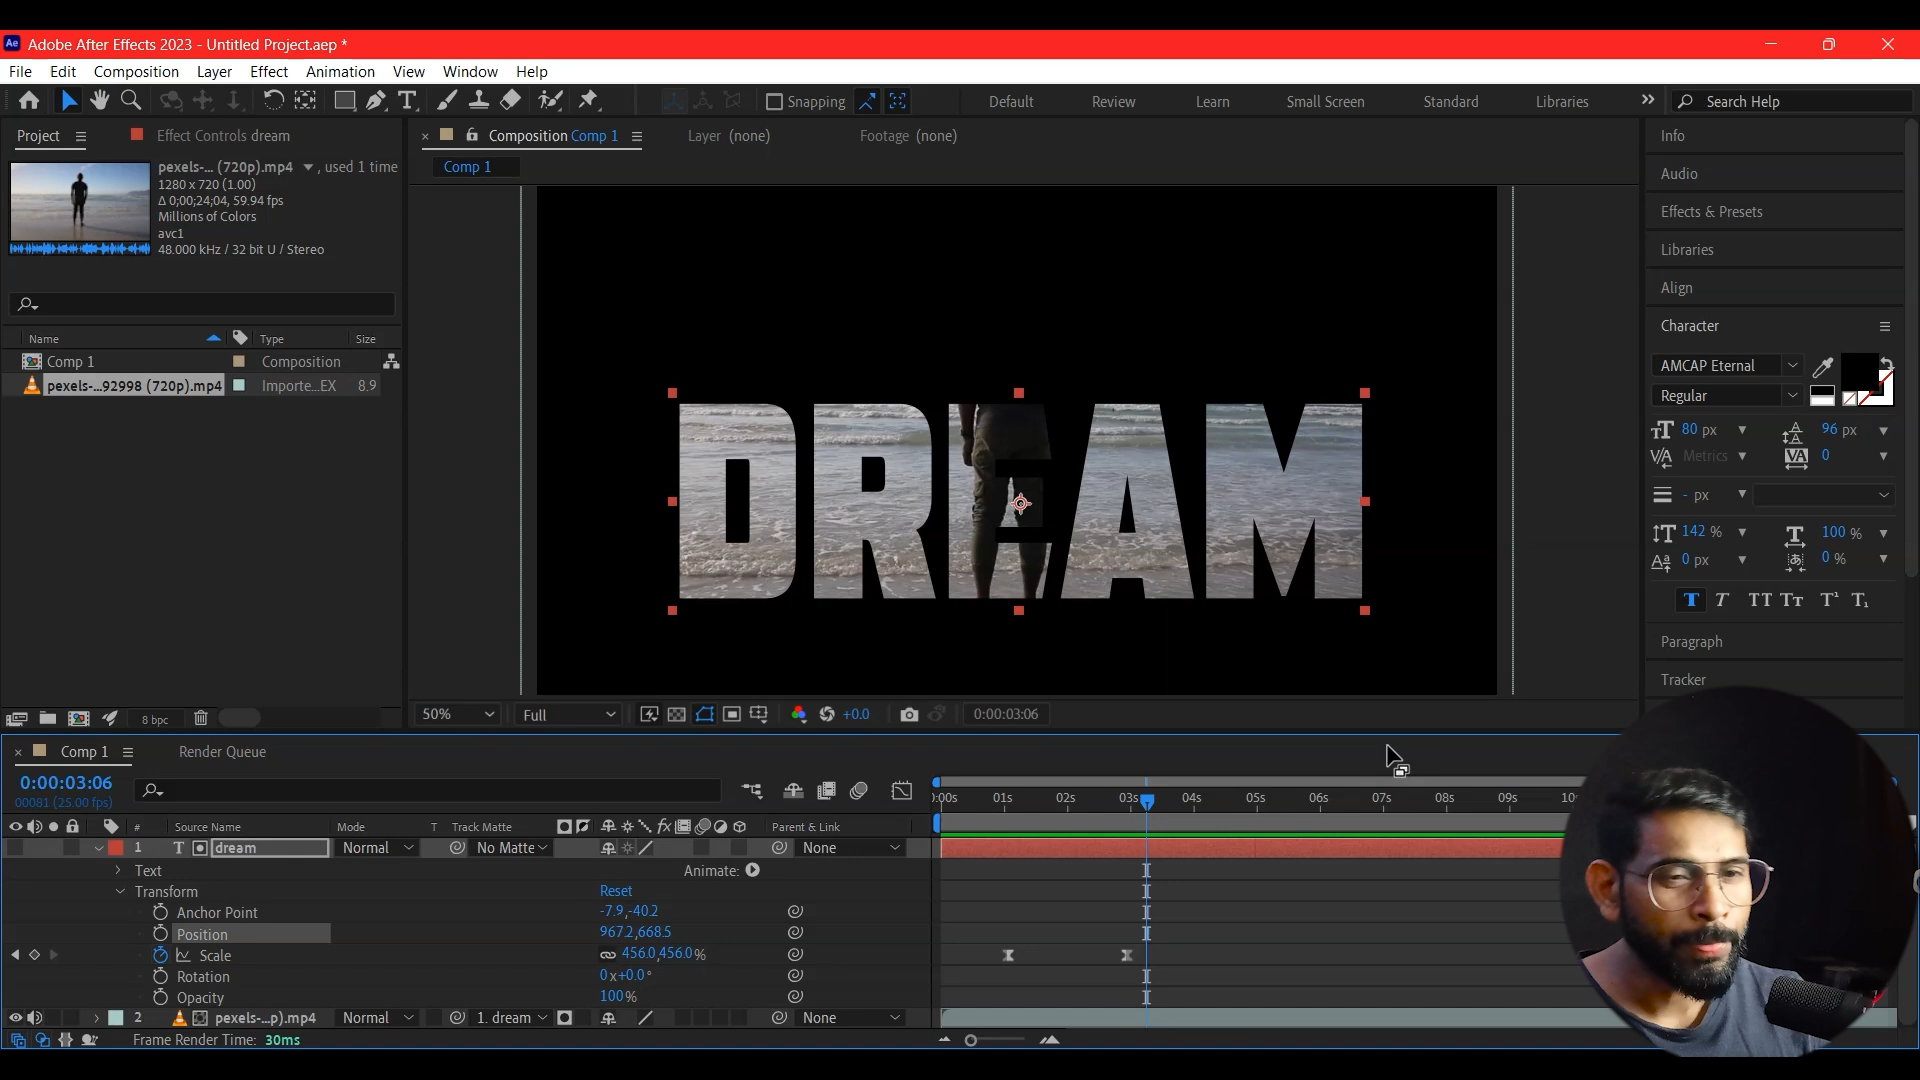 Ae Adobe After Effects 2023 - Untitled Project.aep *
File Edit Composition Layer Effect Animation View Window Help
Snapping Default Review Learn Small Screen Standard Libraries Search Help
Project Effect Controls dream
pexels-... (720p).mp4 , used 1 time
1280 x 720 (1.00)
Δ 0;00;24;04, 59.94 fps
Millions of Colors
avc1
48.000 kHz / 32 bit U / Stereo
Name Type Size
Comp 1 Composition
pexels-...92998 (720p).mp4 Importe...EX 8.9
8 bpc
Composition Comp 1 Layer (none) Footage (none)
Comp 1
DREAM
50% Full +0.0 0:00:03:06
Info
Audio
Effects & Presets
Libraries
Align
Character
AMCAP Eternal
Regular
80 px 96 px
Metrics 0
- px
142 % 100 %
0 px 0 %
T T TT Tt T¹ T₁
Paragraph
Tracker
Comp 1 Render Queue
0:00:03:06
00081 (25.00 fps)
0:00s 01s 02s 03s 04s 05s 06s 07s 08s 09s 10
# Source Name Mode T Track Matte fx Parent & Link
1 T dream Normal No Matte None
Text Animate:
Transform Reset
Anchor Point -7.9,-40.2
Position 967.2,668.5
Scale 456.0,456.0%
Rotation 0x+0.0°
Opacity 100%
2 pexels-...p).mp4 Normal 1. dream None
Frame Render Time: 30ms